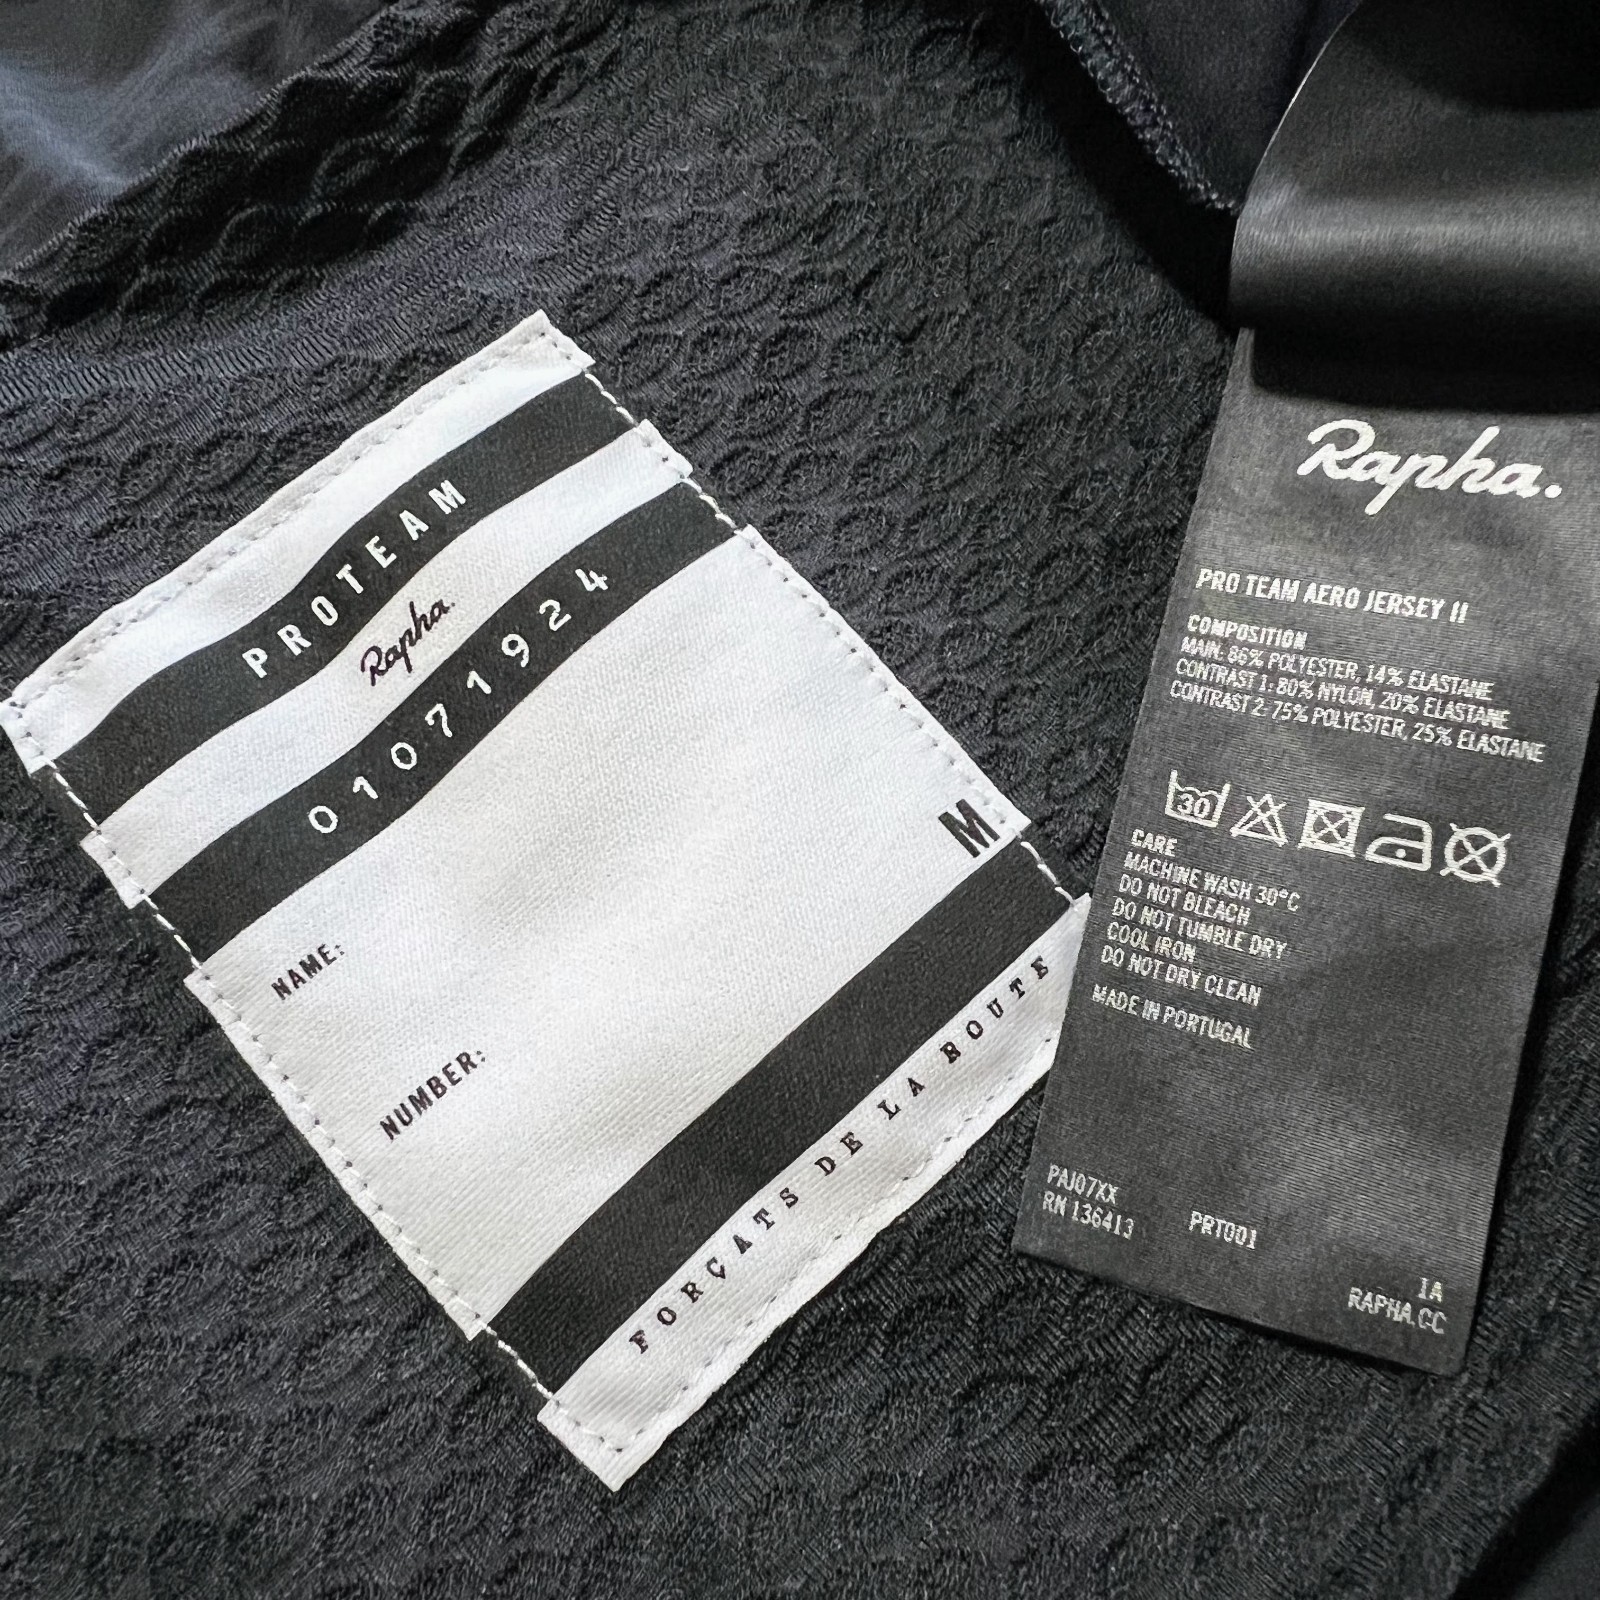 PROTEAM
Rapha.
01071924
M
NAME:
NUMBER:
FORÇATS DE LA ROUTE
Rapha.
PRO TEAM AERO JERSEY II
COMPOSITION
MAIN: 86% POLYESTER, 14% ELASTANE
CONTRAST 1: 80% NYLON, 20% ELASTANE
CONTRAST 2: 75% POLYESTER, 25% ELASTANE
30
CARE
MACHINE WASH 30°C
DO NOT BLEACH
DO NOT TUMBLE DRY
COOL IRON
DO NOT DRY CLEAN
MADE IN PORTUGAL
PAJ07XX
RN 136413 PRT001
IA
RAPHA.CC